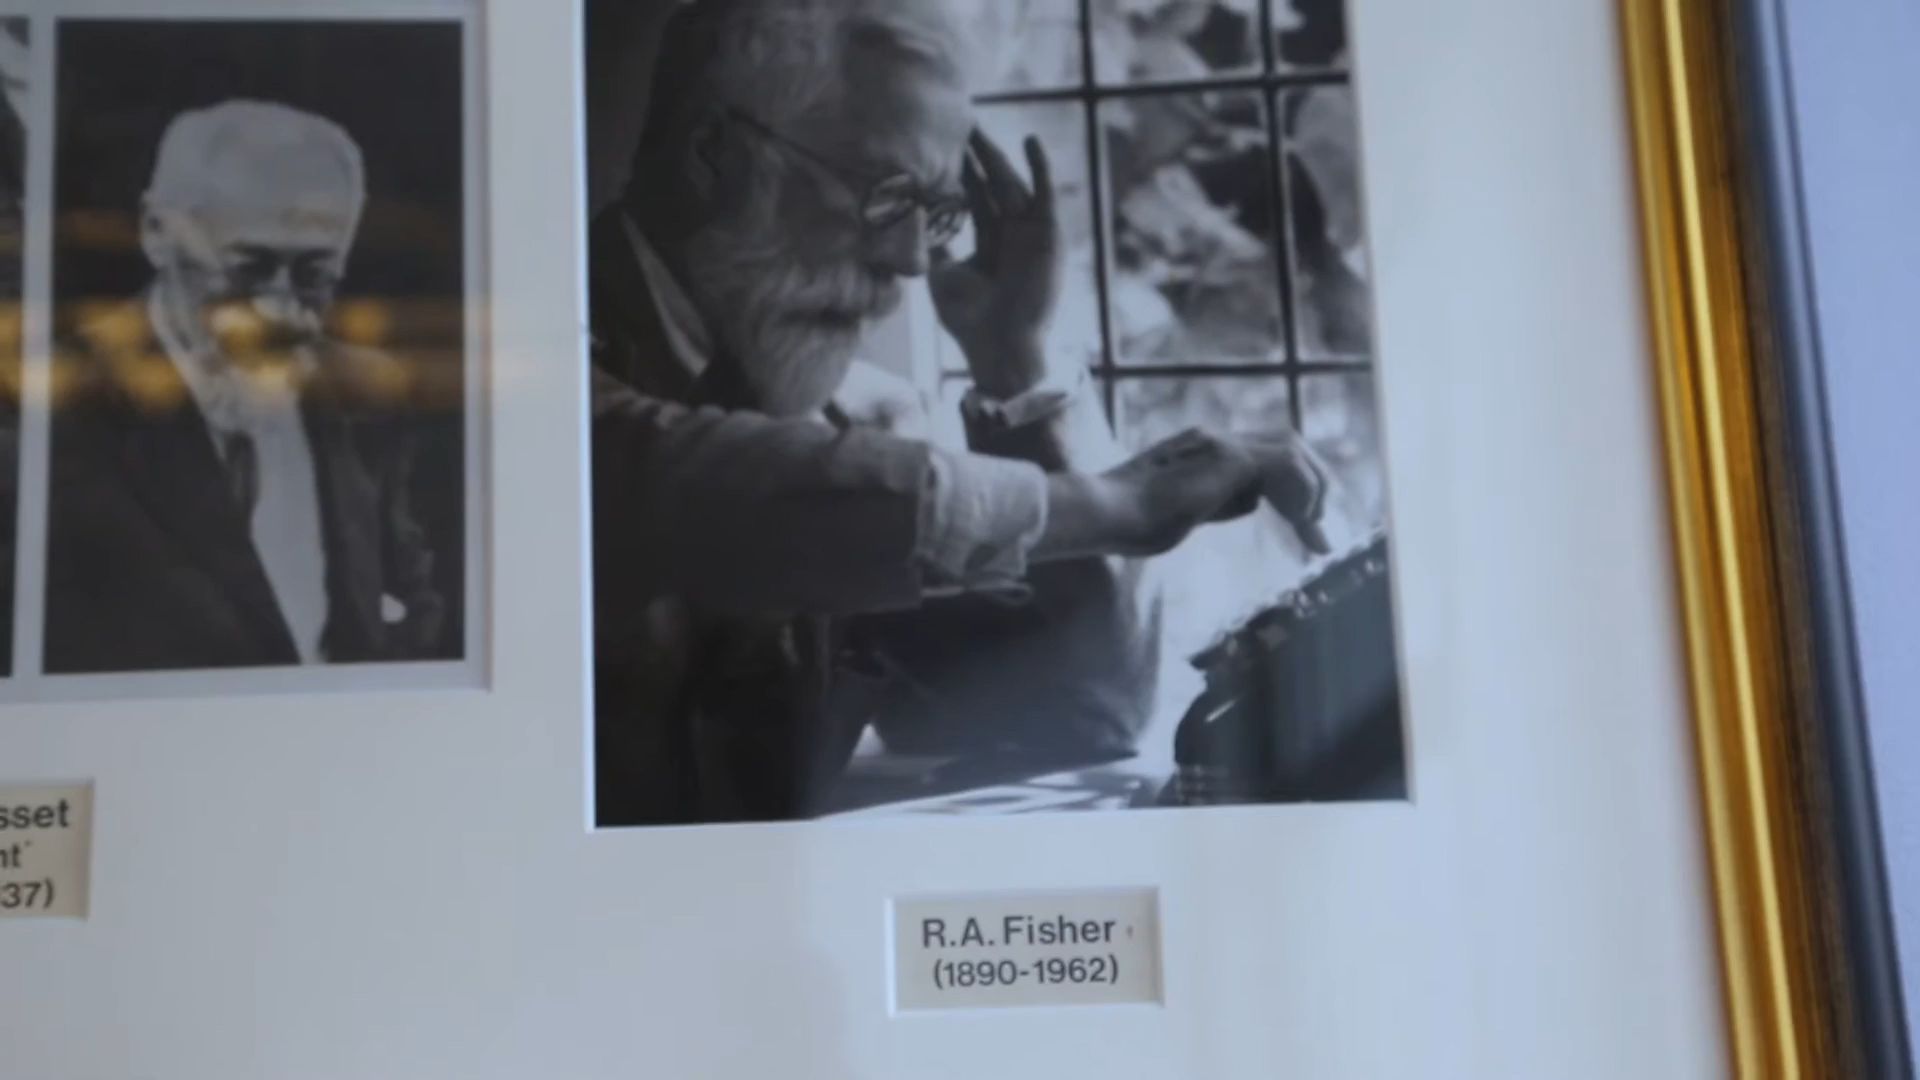 sset
nt'
37)
R.A. Fisher
(1890-1962)